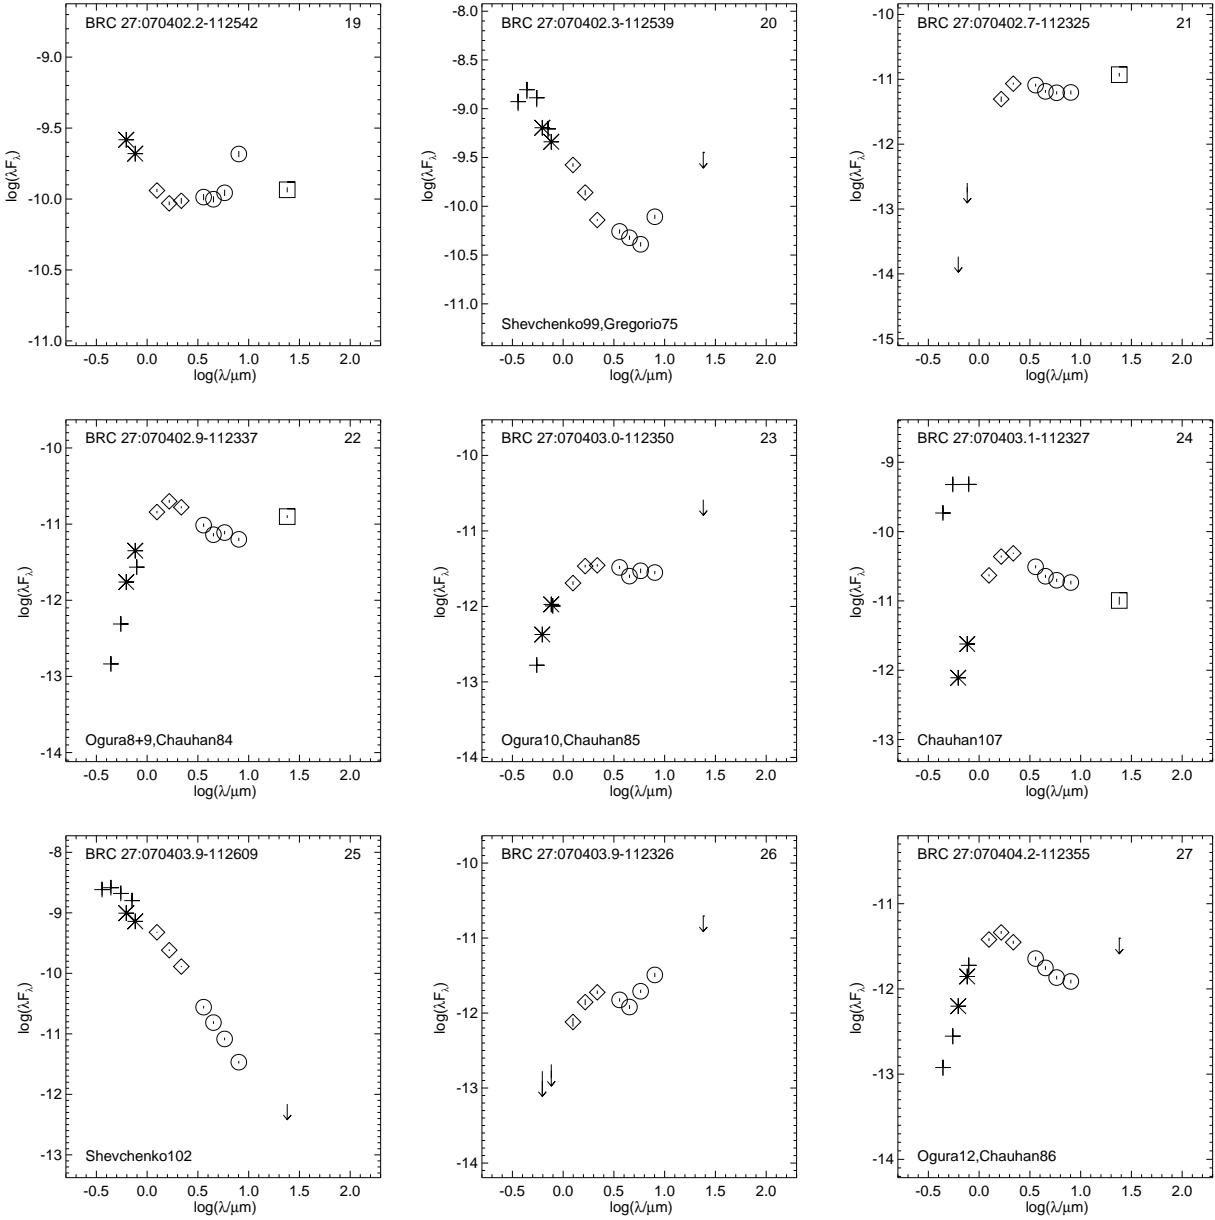 BRC 27:070402.2-112542 19
-9.0
-9.5
-10.0
-10.5
-11.0
log(λFλ)
-0.5 0.0 0.5 1.0 1.5 2.0
log(λ/μm)
BRC 27:070402.3-112539 20
-8.0
-8.5
-9.0
-9.5
-10.0
-10.5
-11.0
log(λFλ)
Shevchenko99,Gregorio75
-0.5 0.0 0.5 1.0 1.5 2.0
log(λ/μm)
BRC 27:070402.7-112325 21
-10
-11
-12
-13
-14
-15
log(λFλ)
-0.5 0.0 0.5 1.0 1.5 2.0
log(λ/μm)
BRC 27:070402.9-112337 22
-10
-11
-12
-13
-14
log(λFλ)
Ogura8+9,Chauhan84
-0.5 0.0 0.5 1.0 1.5 2.0
log(λ/μm)
BRC 27:070403.0-112350 23
-10
-11
-12
-13
-14
log(λFλ)
Ogura10,Chauhan85
-0.5 0.0 0.5 1.0 1.5 2.0
log(λ/μm)
BRC 27:070403.1-112327 24
-9
-10
-11
-12
-13
log(λFλ)
Chauhan107
-0.5 0.0 0.5 1.0 1.5 2.0
log(λ/μm)
BRC 27:070403.9-112609 25
-8
-9
-10
-11
-12
-13
log(λFλ)
Shevchenko102
-0.5 0.0 0.5 1.0 1.5 2.0
log(λ/μm)
BRC 27:070403.9-112326 26
-10
-11
-12
-13
-14
log(λFλ)
-0.5 0.0 0.5 1.0 1.5 2.0
log(λ/μm)
BRC 27:070404.2-112355 27
-11
-12
-13
-14
log(λFλ)
Ogura12,Chauhan86
-0.5 0.0 0.5 1.0 1.5 2.0
log(λ/μm)